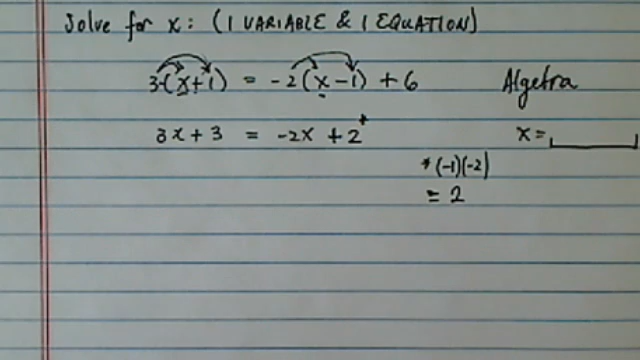 Solve for x: (1 VARIABLE & 1 EQUATION)
3·(x+1) = -2(x-1) + 6
Algebra
3x + 3 = -2x + 2*
x =
*(-1)(-2)
= 2